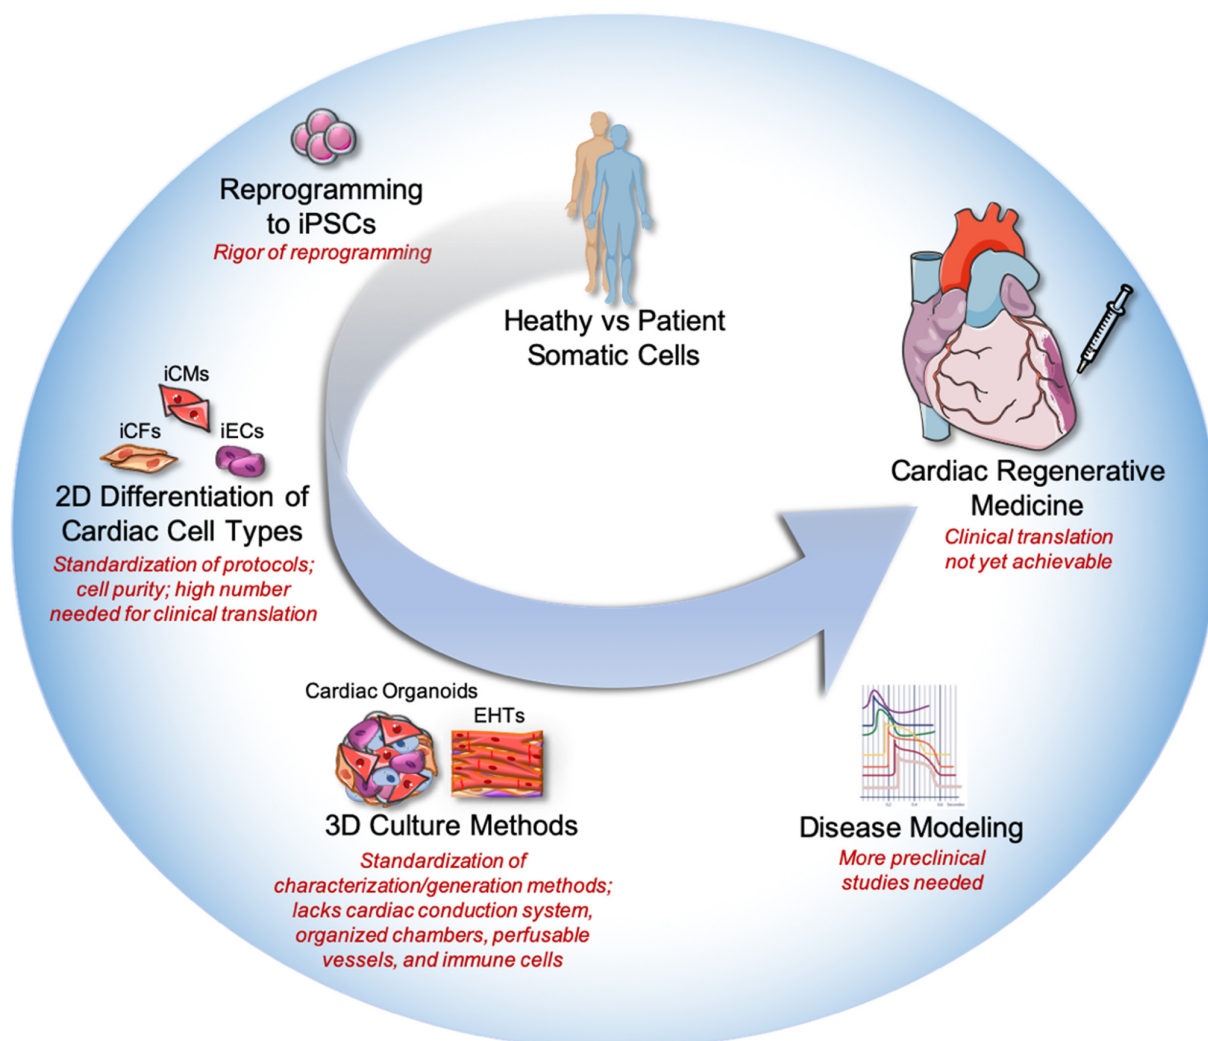 Reprogramming
to iPSCs
Rigor of reprogramming
Heathy vs Patient
Somatic Cells
iCMs
iCFs
iECs
2D Differentiation of
Cardiac Cell Types
Standardization of protocols;
cell purity; high number
needed for clinical translation
Cardiac Regenerative
Medicine
Clinical translation
not yet achievable
Cardiac Organoids
EHTs
3D Culture Methods
Standardization of
characterization/generation methods;
lacks cardiac conduction system,
organized chambers, perfusable
vessels, and immune cells
Disease Modeling
More preclinical
studies needed